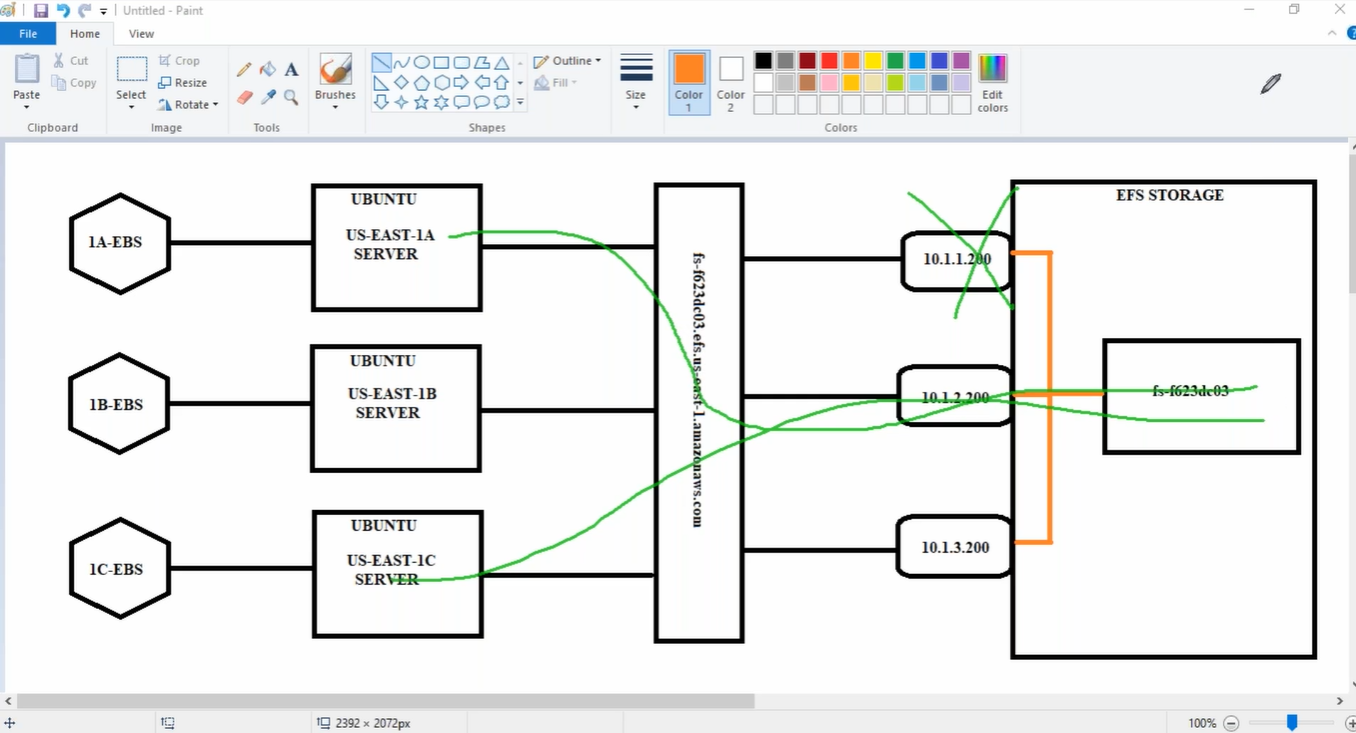 Untitled - Paint
File Home View
Paste
Cut
Copy
Clipboard
Select
Crop
Resize
Rotate
Image
A
Tools
Brushes
Outline
Fill
Shapes
Size
Color 1
Color 2
Edit colors
Colors
1A-EBS
UBUNTU
US-EAST-1A
SERVER
1B-EBS
UBUNTU
US-EAST-1B
SERVER
1C-EBS
UBUNTU
US-EAST-1C
SERVER
fs-f623dc03.efs.us-east-1.amazonaws.com
10.1.1.200
10.1.2.200
10.1.3.200
EFS STORAGE
fs-f623dc03
2392 × 2072px
100%